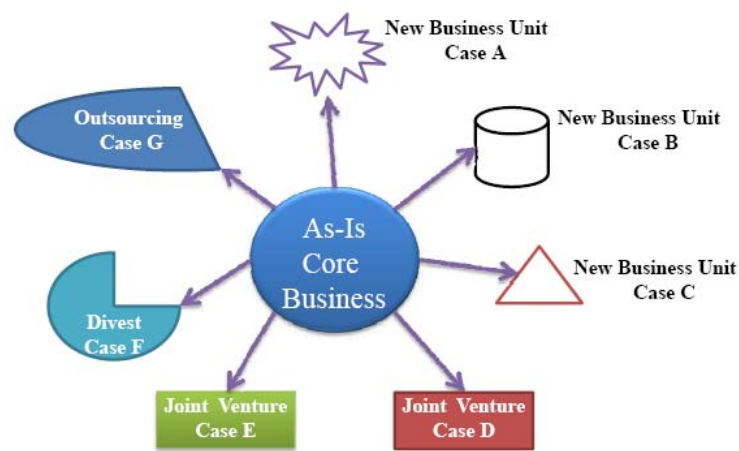 New Business Unit
Case A
Outsourcing
Case G
New Business Unit
Case B
As-Is
Core
Business
New Business Unit
Case C
Divest
Case F
Joint Venture
Case E
Joint Venture
Case D